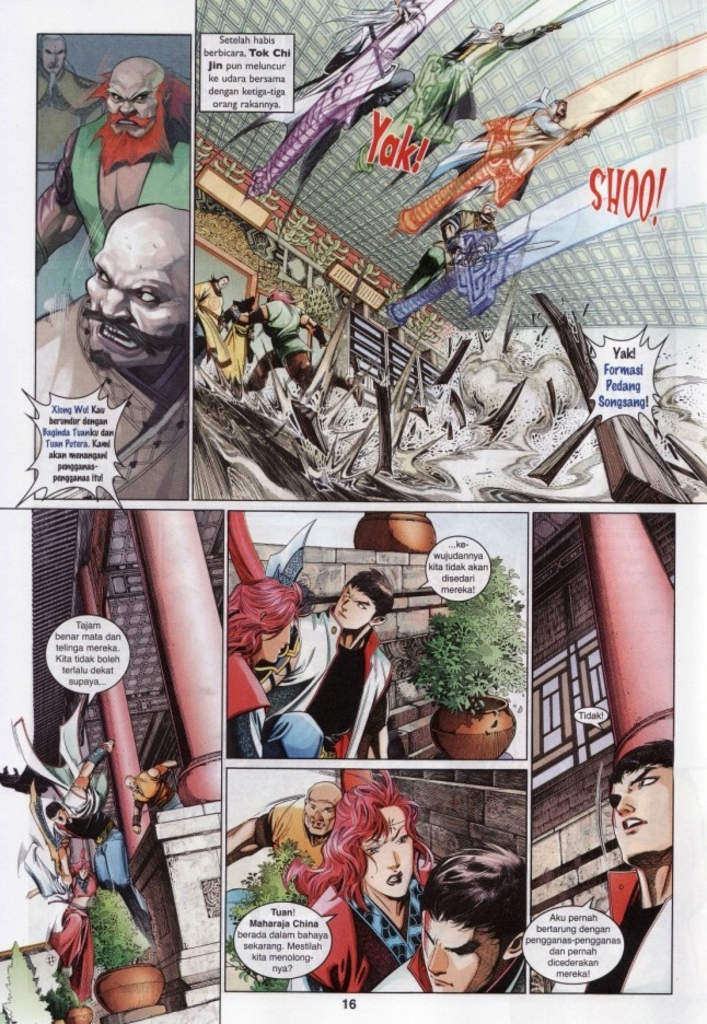 Setelah habis
berbicara, Tok Chi
Jin pun meluncur
ke udara bersama
dengan ketiga-tiga
orang rakannya.
Yak!
SHOO!
Yak!
Formasi
Pedang
Songsang!
Xiong Wu! Kau
berundur dengan
Baginda Tuanku dan
Tuan Putera. Kami
akan menangani
pengganas-
pengganas itu!
Tajam
benar mata dan
telinga mereka.
Kita tidak boleh
terlalu dekat
supaya...
...ke-
wujudannya
kita tidak akan
disedari
mereka!
Tuan!
Maharaja China
berada dalam bahaya
sekarang. Mestilah
kita menolong-
nya?
Tidak!
Aku pernah
bertarung dengan
pengganas-pengganas
dan pernah
dicederakan
mereka!
16